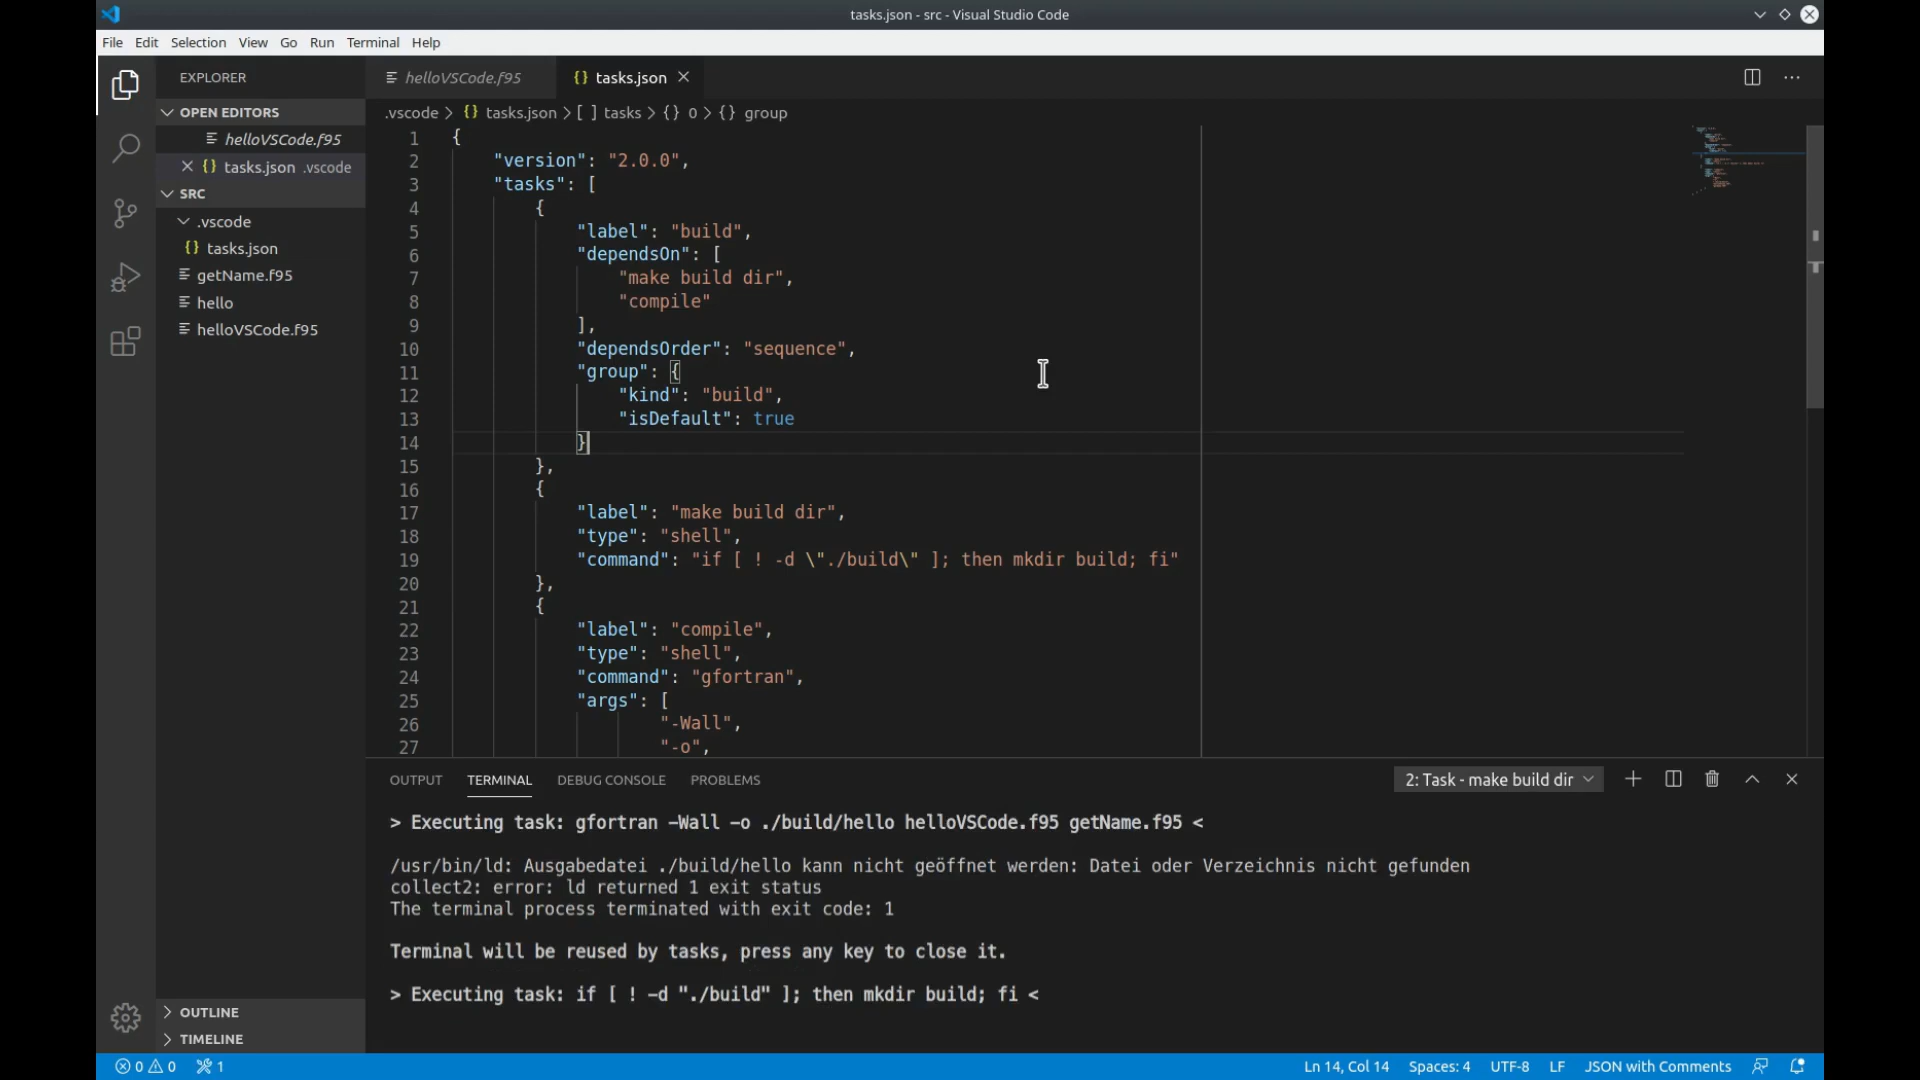 tasks.json - src - Visual Studio Code
File Edit Selection View Go Run Terminal Help
EXPLORER
OPEN EDITORS
helloVSCode.f95
tasks.json .vscode
SRC
.vscode
tasks.json
getName.f95
hello
helloVSCode.f95
OUTLINE
TIMELINE
helloVSCode.f95 {} tasks.json
.vscode > {} tasks.json > [ ] tasks > {} 0 > {} group
1 {
2 "version": "2.0.0",
3 "tasks": [
4 {
5 "label": "build",
6 "dependsOn": [
7 "make build dir",
8 "compile"
9 ],
10 "dependsOrder": "sequence",
11 "group": {
12 "kind": "build",
13 "isDefault": true
14 }
15 },
16 {
17 "label": "make build dir",
18 "type": "shell",
19 "command": "if [ ! -d \"./build\" ]; then mkdir build; fi"
20 },
21 {
22 "label": "compile",
23 "type": "shell",
24 "command": "gfortran",
25 "args": [
26 "-Wall",
27 "-o",
OUTPUT TERMINAL DEBUG CONSOLE PROBLEMS 2: Task - make build dir
> Executing task: gfortran -Wall -o ./build/hello helloVSCode.f95 getName.f95 <
/usr/bin/ld: Ausgabedatei ./build/hello kann nicht geöffnet werden: Datei oder Verzeichnis nicht gefunden
collect2: error: ld returned 1 exit status
The terminal process terminated with exit code: 1
Terminal will be reused by tasks, press any key to close it.
> Executing task: if [ ! -d "./build" ]; then mkdir build; fi <
0 0 1 Ln 14, Col 14 Spaces: 4 UTF-8 LF JSON with Comments